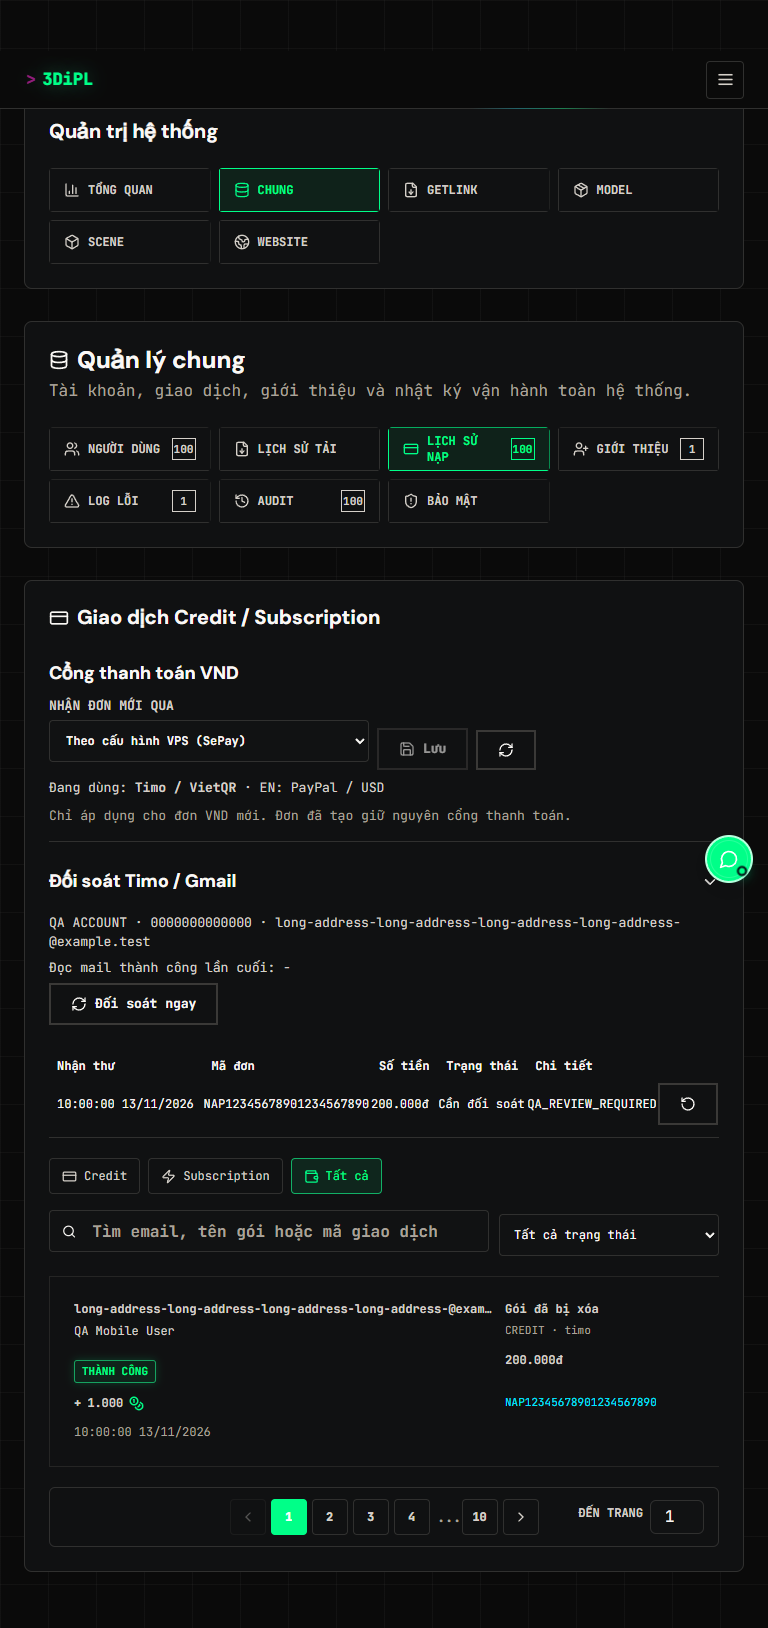 > 3DiPL
Quản trị hệ thống
TỔNG QUAN
CHUNG
GETLINK
MODEL
SCENE
WEBSITE
Quản lý chung
Tài khoản, giao dịch, giới thiệu và nhật ký vận hành toàn hệ thống.
NGƯỜI DÙNG 100
LỊCH SỬ TẢI
LỊCH SỬ NẠP 100
GIỚI THIỆU 1
LOG LỖI 1
AUDIT 100
BẢO MẬT
Giao dịch Credit / Subscription
Cổng thanh toán VND
NHẬN ĐƠN MỚI QUA
Theo cấu hình VPS (SePay)
Lưu
Đang dùng: Timo / VietQR · EN: PayPal / USD
Chỉ áp dụng cho đơn VND mới. Đơn đã tạo giữ nguyên cổng thanh toán.
Đối soát Timo / Gmail
QA ACCOUNT · 0000000000000 · long-address-long-address-long-address-long-address-
@example.test
Đọc mail thành công lần cuối: -
Đối soát ngay
Nhận thư Mã đơn Số tiền Trạng thái Chi tiết
10:00:00 13/11/2026 NAP12345678901234567890 200.000đ Cần đối soát QA_REVIEW_REQUIRED
Credit
Subscription
Tất cả
Tìm email, tên gói hoặc mã giao dịch
Tất cả trạng thái
long-address-long-address-long-address-long-address-@exam…
QA Mobile User
THÀNH CÔNG
+ 1.000
10:00:00 13/11/2026
Gói đã bị xóa
CREDIT · timo
200.000đ
NAP12345678901234567890
1 2 3 4 ... 10
ĐẾN TRANG 1